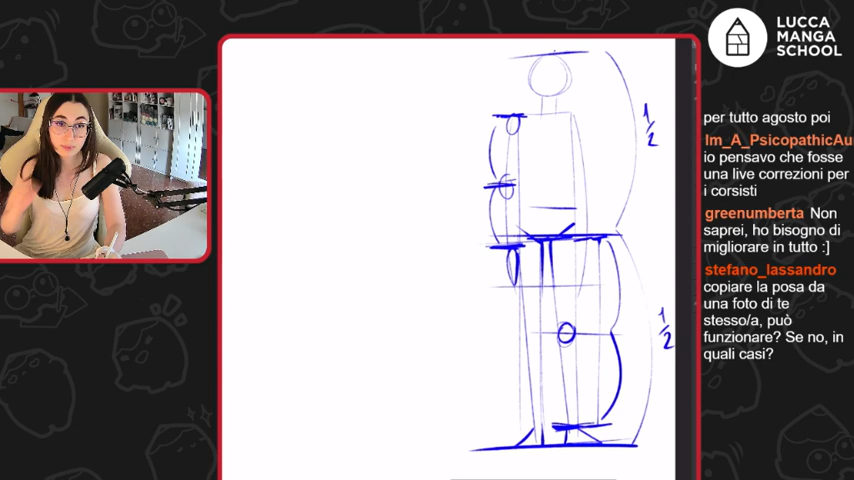 LUCCA
MANGA
SCHOOL
per tutto agosto poi
Im_A_PsicopathicAu
io pensavo che fosse
una live correzioni per
i corsisti
greenumberta Non
saprei, ho bisogno di
migliorare in tutto :]
stefano_lassandro
copiare la posa da
una foto di te
stesso/a, può
funzionare? Se no, in
quali casi?
1/2
1/2